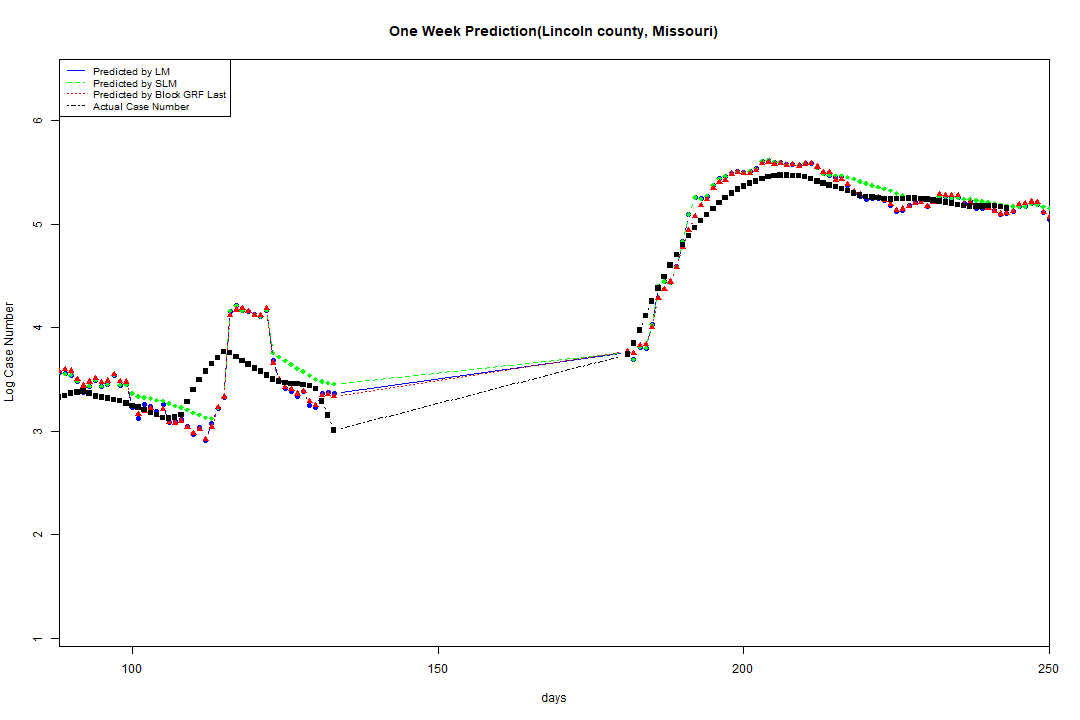 One Week Prediction(Lincoln county, Missouri)
Predicted by LM
Predicted by SLM
Predicted by Block GRF Last
Actual Case Number
6
5
4
3
2
1
Log Case Number
100 150 200 250
days